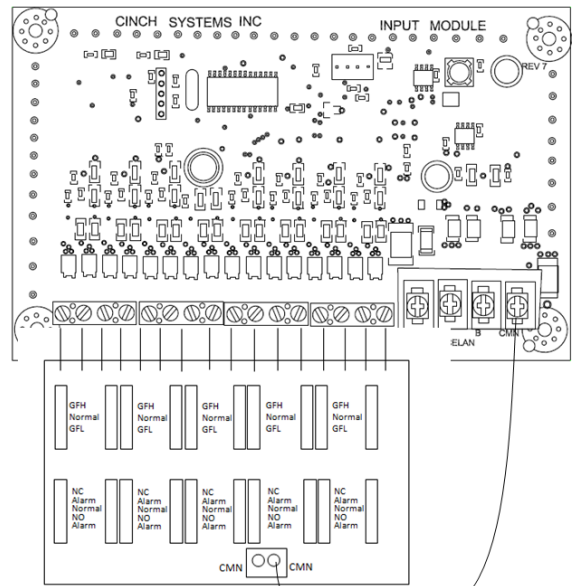 CINCH SYSTEMS INC
INPUT MODULE
REV 7
ELAN B CMN
GFH GFH GFH GFH GFH
Normal Normal Normal Normal Normal
GFL GFL GFL GFL GFL
NC NC NC NC NC
Alarm Alarm Alarm Alarm Alarm
Normal Normal Normal Normal Normal
NO NO NO NO NO
Alarm Alarm Alarm Alarm Alarm
CMN CMN